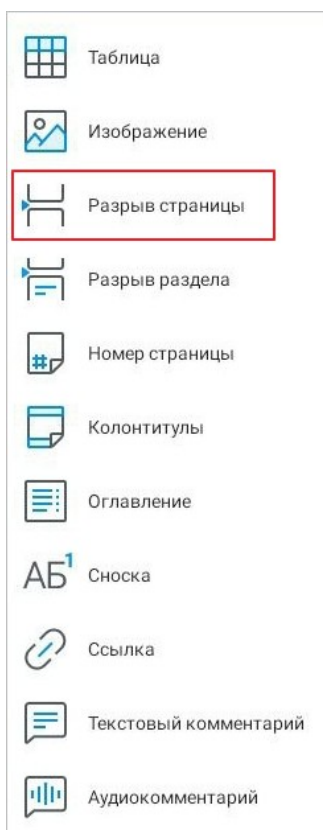 Таблица
Изображение
Разрыв страницы
Разрыв раздела
#
Номер страницы
Колонтитулы
Оглавление
АБ1
Сноска
Ссылка
Текстовый комментарий
Аудиокомментарий